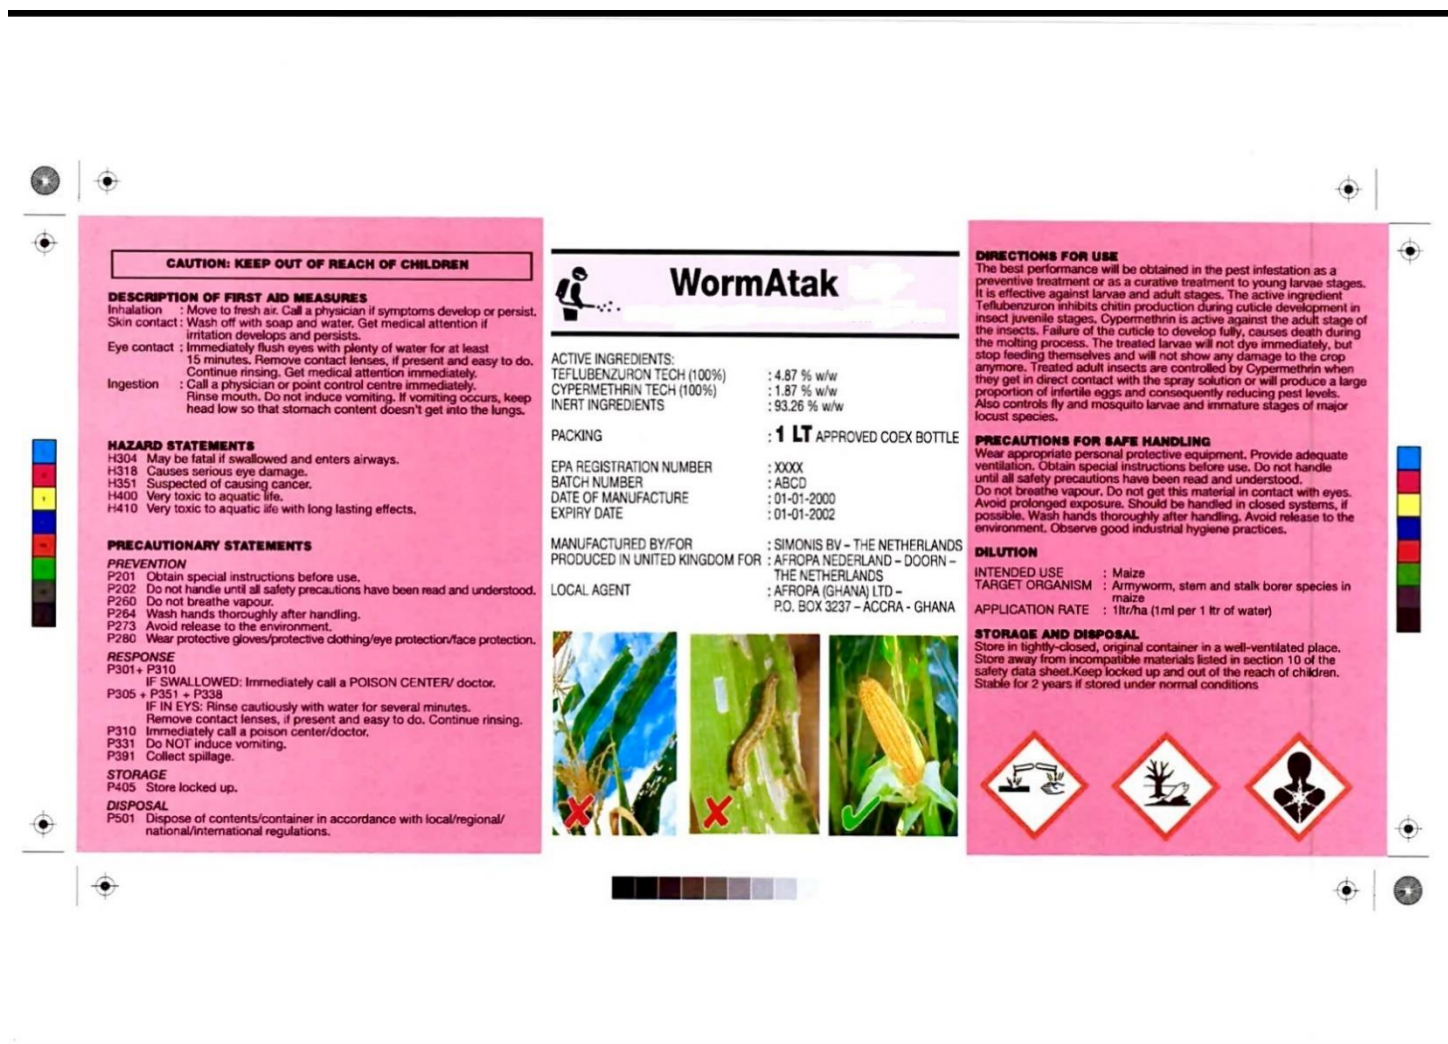 CAUTION: KEEP OUT OF REACH OF CHILDREN
DESCRIPTION OF FIRST AID MEASURES
Inhalation : Move to fresh air. Call a physician if symptoms develop or persist.
Skin contact : Wash off with soap and water. Get medical attention if
irritation develops and persists.
Eye contact : Immediately flush eyes with plenty of water for at least
15 minutes. Remove contact lenses, if present and easy to do.
Continue rinsing. Get medical attention immediately.
Ingestion : Call a physician or point control centre immediately.
Rinse mouth. Do not induce vomiting. If vomiting occurs, keep
head low so that stomach content doesn't get into the lungs.
HAZARD STATEMENTS
H304 May be fatal if swallowed and enters airways.
H318 Causes serious eye damage.
H351 Suspected of causing cancer.
H400 Very toxic to aquatic life.
H410 Very toxic to aquatic life with long lasting effects.
PRECAUTIONARY STATEMENTS
PREVENTION
P201 Obtain special instructions before use.
P202 Do not handle until all safety precautions have been read and understood.
P260 Do not breathe vapour.
P264 Wash hands thoroughly after handling.
P273 Avoid release to the environment.
P280 Wear protective gloves/protective clothing/eye protection/face protection.
RESPONSE
P301+ P310
IF SWALLOWED: Immediately call a POISON CENTER/ doctor.
P305 + P351 + P338
IF IN EYS: Rinse cautiously with water for several minutes.
Remove contact lenses, if present and easy to do. Continue rinsing.
P310 Immediately call a poison center/doctor.
P331 Do NOT induce vomiting.
P391 Collect spillage.
STORAGE
P405 Store locked up.
DISPOSAL
P501 Dispose of contents/container in accordance with local/regional/
national/international regulations.
WormAtak
ACTIVE INGREDIENTS:
TEFLUBENZURON TECH (100%) : 4.87 % w/w
CYPERMETHRIN TECH (100%) : 1.87 % w/w
INERT INGREDIENTS : 93.26 % w/w
PACKING : 1 LT APPROVED COEX BOTTLE
EPA REGISTRATION NUMBER : XXXX
BATCH NUMBER : ABCD
DATE OF MANUFACTURE : 01-01-2000
EXPIRY DATE : 01-01-2002
MANUFACTURED BY/FOR : SIMONIS BV – THE NETHERLANDS
PRODUCED IN UNITED KINGDOM FOR : AFROPA NEDERLAND – DOORN –
THE NETHERLANDS
LOCAL AGENT : AFROPA (GHANA) LTD –
P.O. BOX 3237 – ACCRA - GHANA
DIRECTIONS FOR USE
The best performance will be obtained in the pest infestation as a
preventive treatment or as a curative treatment to young larvae stages.
It is effective against larvae and adult stages. The active ingredient
Teflubenzuron inhibits chitin production during cuticle development in
insect juvenile stages. Cypermethrin is active against the adult stage of
the insects. Failure of the cuticle to develop fully, causes death during
the molting process. The treated larvae will not dye immediately, but
stop feeding themselves and will not show any damage to the crop
anymore. Treated adult insects are controlled by Cypermethrin when
they get in direct contact with the spray solution or will produce a large
proportion of infertile eggs and consequently reducing pest levels.
Also controls fly and mosquito larvae and immature stages of major
locust species.
PRECAUTIONS FOR SAFE HANDLING
Wear appropriate personal protective equipment. Provide adequate
ventilation. Obtain special instructions before use. Do not handle
until all safety precautions have been read and understood.
Do not breathe vapour. Do not get this material in contact with eyes.
Avoid prolonged exposure. Should be handled in closed systems, if
possible. Wash hands thoroughly after handling. Avoid release to the
environment. Observe good industrial hygiene practices.
DILUTION
INTENDED USE : Maize
TARGET ORGANISM : Armyworm, stem and stalk borer species in
maize
APPLICATION RATE : 1ltr/ha (1ml per 1 ltr of water)
STORAGE AND DISPOSAL
Store in tightly-closed, original container in a well-ventilated place.
Store away from incompatible materials listed in section 10 of the
safety data sheet.Keep locked up and out of the reach of children.
Stable for 2 years if stored under normal conditions